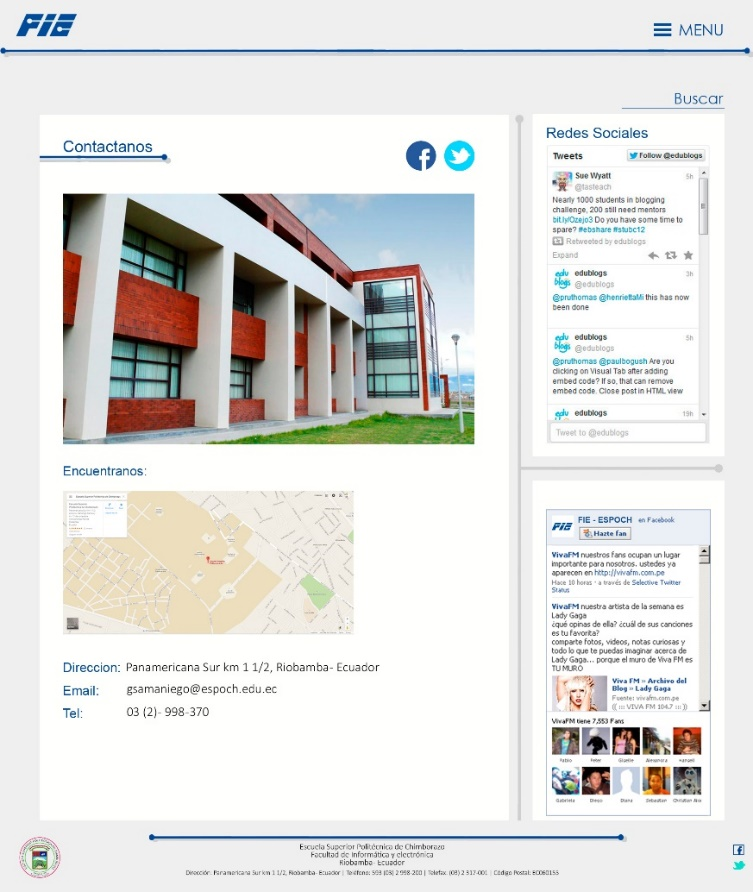 FIE
MENU
Buscar
Contactanos
Encuentranos:
Direccion: Panamericana Sur km 1 1/2, Riobamba- Ecuador
Email: gsamaniego@espoch.edu.ec
Tel: 03 (2)- 998-370
Redes Sociales
Tweets
Follow @edublogs
Sue Wyatt 5h
@tasteach
Nearly 1000 students in blogging
challenge, 200 still need mentors
bit.ly/Ozejo3 Do you have some time to
spare? #ebshare #stubc12
Retweeted by edublogs
Expand
edublogs 3h
@edublogs
@pruthomas @henriettaMi this has now
been done
edublogs 5h
@edublogs
@pruthomas @paulbogush Are you
clicking on Visual Tab after adding
embed code? If so, that can remove
embed code. Close post in HTML view
edublogs 19h
Tweet to @edublogs
FIE - ESPOCH en Facebook
Hazte fan
VivaFM nuestros fans ocupan un lugar
importante para nosotros. ustedes ya
aparecen en http://vivafm.com.pe
Hace 18 horas · a través de Selective Twitter
Status
VivaFM nuestra artista de la semana es
Lady Gaga
¿qué opinas de ella? ¿cuál de sus canciones
es tu favorita?
comparte fotos, videos, notas curiosas y
todo lo que te puedas imaginar acerca de
Lady Gaga... porque el muro de Viva FM es
TU MURO
Viva FM » Archivo del
Blog » Lady Gaga
Fuente: vivafm.com.pe
(( ::: VIVA FM 104.7 ::: ))
VivaFM tiene 7,553 Fans
Pablo Peter Giselle Alexandra
Gabriela Diego Diana Sebastian Christian Alex
Escuela Superior Politécnica de Chimborazo
Facultad de Informática y electrónica
Riobamba- Ecuador
Dirección: Panamericana Sur km 1 1/2, Riobamba- Ecuador | Teléfono: 593 (03) 2 998-200 | Telefax: (03) 2 317-001 | Código Postal: EC060155